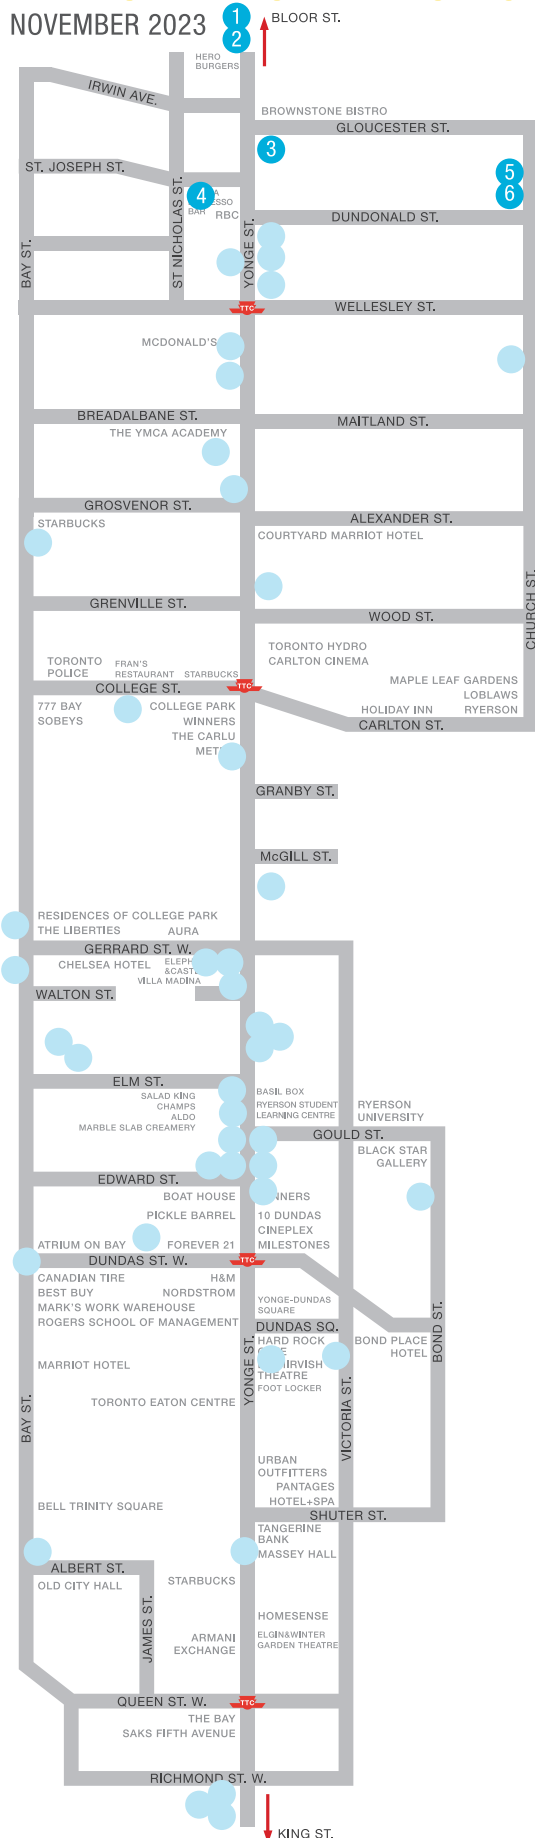 NOVEMBER 2023
1
2
BLOOR ST.
HERO
BURGERS
IRWIN AVE.
BROWNSTONE BISTRO
GLOUCESTER ST.
3
ST. JOSEPH ST.
5
6
4
BAR
RBC
ST NICHOLAS ST.
YONGE ST.
DUNDONALD ST.
BAY ST.
TTC
WELLESLEY ST.
MCDONALD'S
BREADALBANE ST.
MAITLAND ST.
THE YMCA ACADEMY
GROSVENOR ST.
ALEXANDER ST.
STARBUCKS
COURTYARD MARRIOT HOTEL
GRENVILLE ST.
WOOD ST.
CHURCH ST.
TORONTO HYDRO
CARLTON CINEMA
TORONTO
POLICE
FRAN'S
RESTAURANT
STARBUCKS
COLLEGE ST.
TTC
MAPLE LEAF GARDENS
LOBLAWS
HOLIDAY INN
RYERSON
CARLTON ST.
777 BAY
SOBEYS
COLLEGE PARK
WINNERS
THE CARLU
GRANBY ST.
McGILL ST.
RESIDENCES OF COLLEGE PARK
THE LIBERTIES
AURA
GERRARD ST. W.
CHELSEA HOTEL
VILLA MADINA
WALTON ST.
ELM ST.
SALAD KING
CHAMPS
ALDO
MARBLE SLAB CREAMERY
BASIL BOX
RYERSON STUDENT
LEARNING CENTRE
RYERSON
UNIVERSITY
GOULD ST.
BLACK STAR
GALLERY
EDWARD ST.
BOAT HOUSE
PICKLE BARREL
10 DUNDAS
CINEPLEX
MILESTONES
ATRIUM ON BAY
FOREVER 21
DUNDAS ST. W.
TTC
CANADIAN TIRE
BEST BUY
MARK'S WORK WAREHOUSE
ROGERS SCHOOL OF MANAGEMENT
H&M
NORDSTROM
YONGE-DUNDAS
SQUARE
DUNDAS SQ.
HARD ROCK
THEATRE
FOOT LOCKER
BOND PLACE
HOTEL
BOND ST.
MARRIOT HOTEL
YONGE ST.
VICTORIA ST.
BAY ST.
TORONTO EATON CENTRE
URBAN
OUTFITTERS
PANTAGES
HOTEL+SPA
BELL TRINITY SQUARE
SHUTER ST.
TANGERINE
BANK
MASSEY HALL
ALBERT ST.
OLD CITY HALL
STARBUCKS
JAMES ST.
HOMESENSE
ARMANI
EXCHANGE
ELGIN&WINTER
GARDEN THEATRE
QUEEN ST. W.
TTC
THE BAY
SAKS FIFTH AVENUE
RICHMOND ST. W.
KING ST.